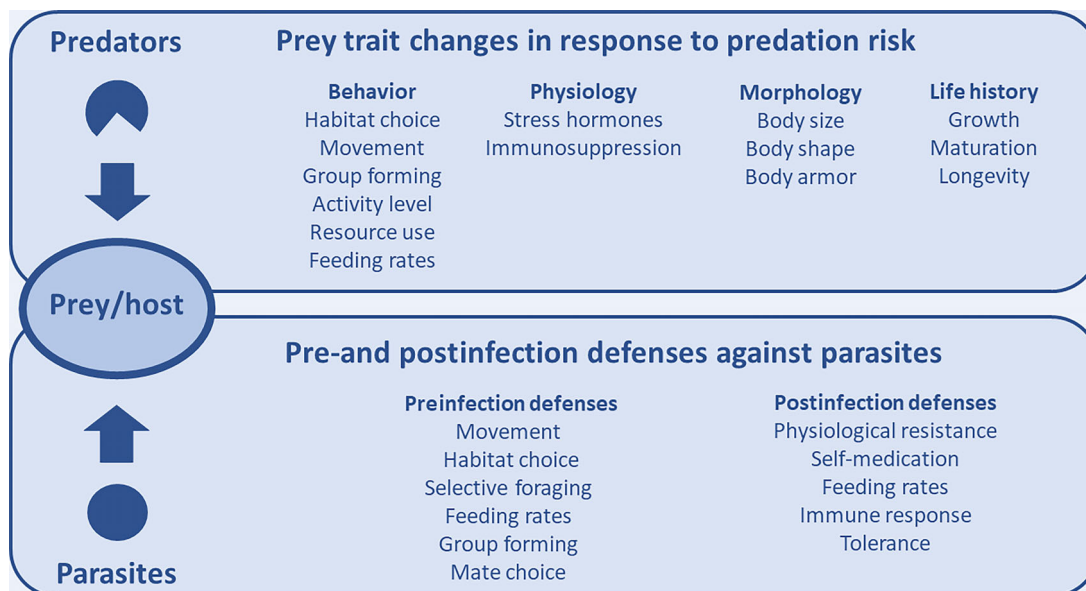 Predators
Prey trait changes in response to predation risk
Behavior
Habitat choice
Movement
Group forming
Activity level
Resource use
Feeding rates
Physiology
Stress hormones
Immunosuppression
Morphology
Body size
Body shape
Body armor
Life history
Growth
Maturation
Longevity
Prey/host
Pre-and postinfection defenses against parasites
Preinfection defenses
Movement
Habitat choice
Selective foraging
Feeding rates
Group forming
Mate choice
Postinfection defenses
Physiological resistance
Self-medication
Feeding rates
Immune response
Tolerance
Parasites